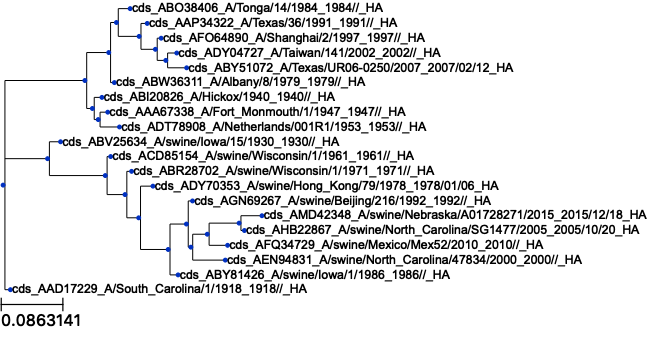 cds_ABO38406_A/Tonga/14/1984_1984//_HA
cds_AAP34322_A/Texas/36/1991_1991//_HA
cds_AFO64890_A/Shanghai/2/1997_1997//_HA
cds_ADY04727_A/Taiwan/141/2002_2002//_HA
cds_ABY51072_A/Texas/UR06-0250/2007_2007/02/12_HA
cds_ABW36311_A/Albany/8/1979_1979//_HA
cds_ABI20826_A/Hickox/1940_1940//_HA
cds_AAA67338_A/Fort_Monmouth/1/1947_1947//_HA
cds_ADT78908_A/Netherlands/001R1/1953_1953//_HA
cds_ABV25634_A/swine/Iowa/15/1930_1930//_HA
cds_ACD85154_A/swine/Wisconsin/1/1961_1961//_HA
cds_ABR28702_A/swine/Wisconsin/1/1971_1971//_HA
cds_ADY70353_A/swine/Hong_Kong/79/1978_1978/01/06_HA
cds_AGN69267_A/swine/Beijing/216/1992_1992//_HA
cds_AMD42348_A/swine/Nebraska/A01728271/2015_2015/12/18_HA
cds_AHB22867_A/swine/North_Carolina/SG1477/2005_2005/10/20_HA
cds_AFQ34729_A/swine/Mexico/Mex52/2010_2010//_HA
cds_AEN94831_A/swine/North_Carolina/47834/2000_2000//_HA
cds_ABY81426_A/swine/Iowa/1/1986_1986//_HA
cds_AAD17229_A/South_Carolina/1/1918_1918//_HA
0.0863141